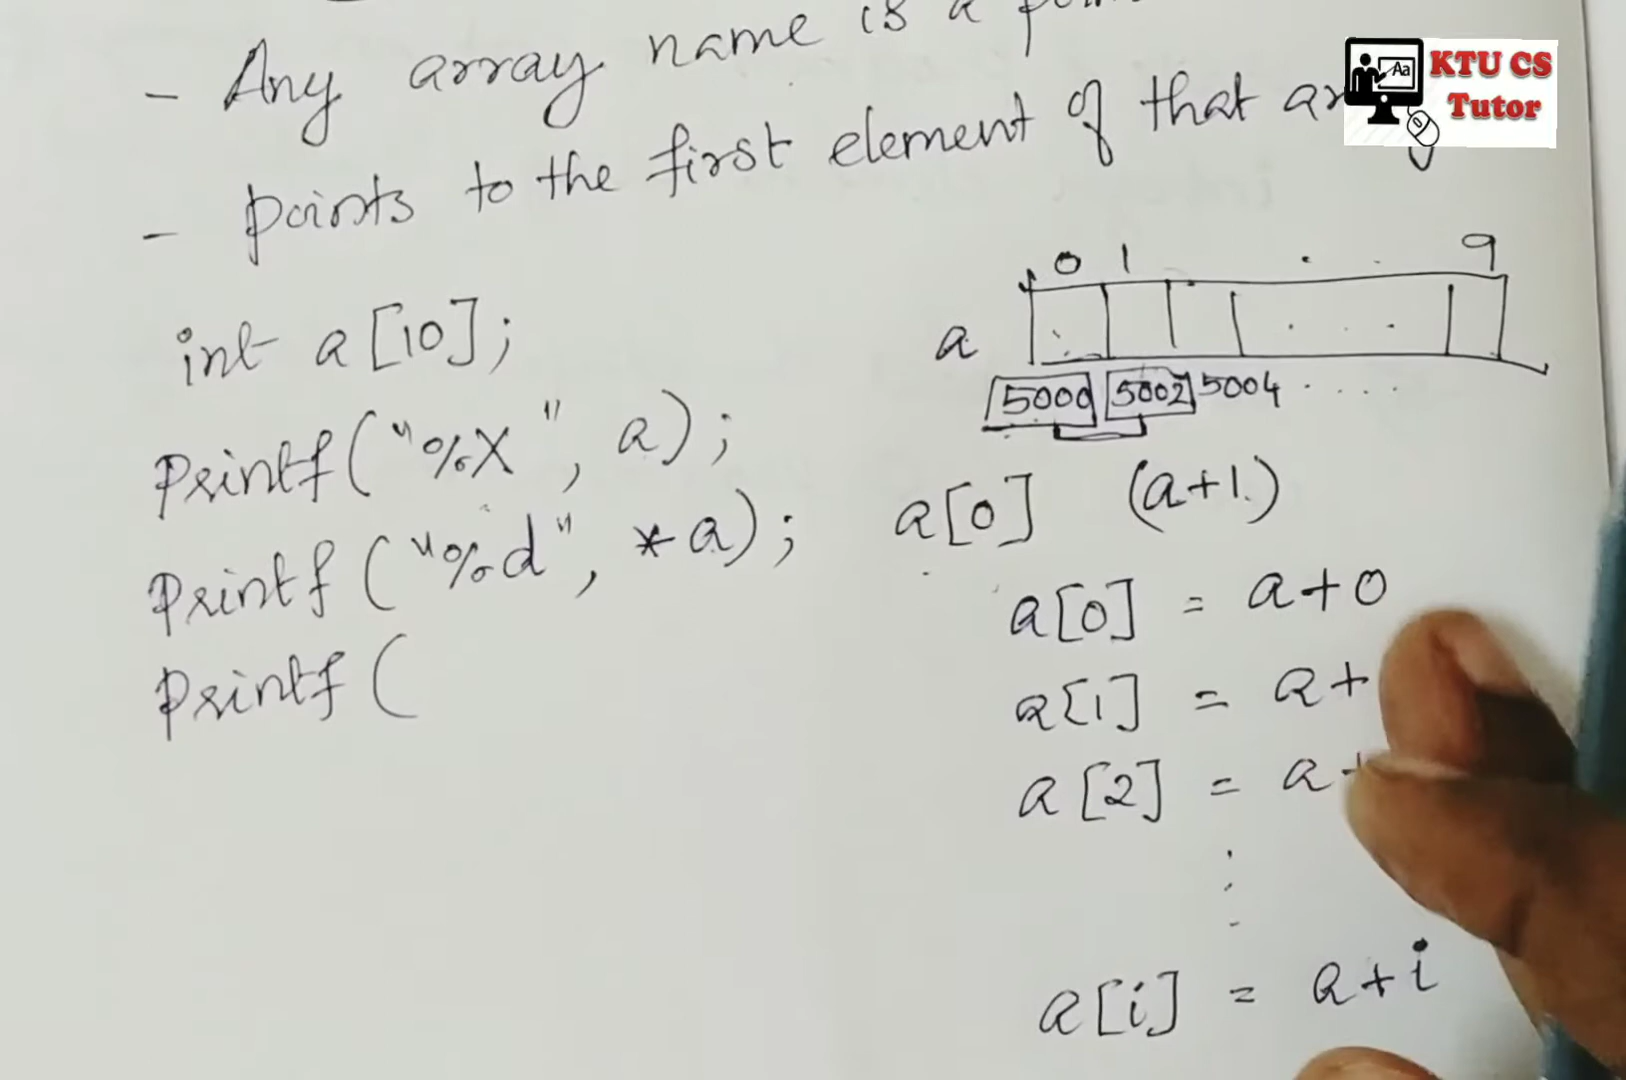 - Any array name is a
- points to the first element of that
int a[10];
printf("%X", a);
printf("%d", *a);
printf(
0 1 . . 9
a
5000 5002 5004 . . . .
a[0] (a+1)
a[0] = a+0
a[1] = a+
a[2] = a+
a[i] = a+i
Aa
KTU CS
Tutor